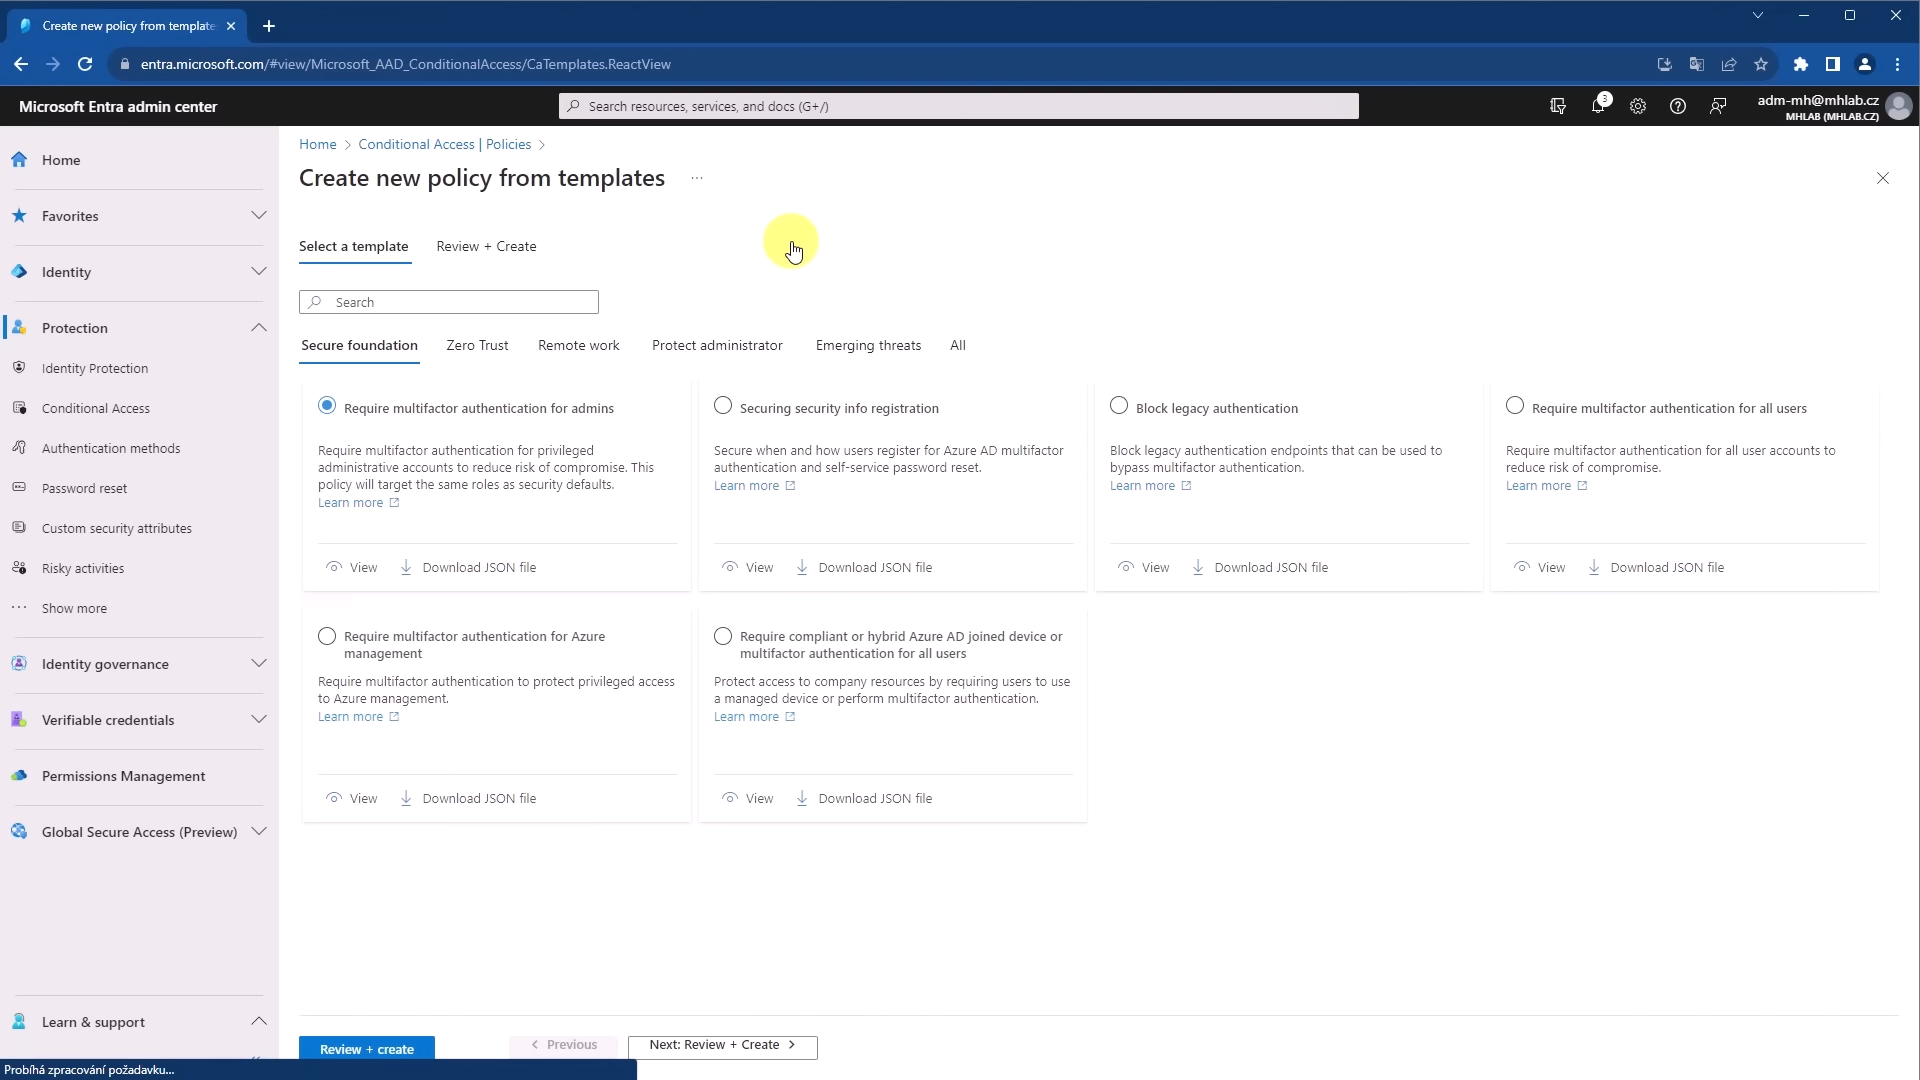 Create new policy from template
entra.microsoft.com/#view/Microsoft_AAD_ConditionalAccess/CaTemplates.ReactView
Microsoft Entra admin center
Search resources, services, and docs (G+/)
3
adm-mh@mhlab.cz
MHLAB (MHLAB.CZ)
Home
Favorites
Identity
Protection
Identity Protection
Conditional Access
Authentication methods
Password reset
Custom security attributes
Risky activities
Show more
Identity governance
Verifiable credentials
Permissions Management
Global Secure Access (Preview)
Learn & support
Home > Conditional Access | Policies >
Create new policy from templates ...
Select a template
Review + Create
Search
Secure foundation
Zero Trust
Remote work
Protect administrator
Emerging threats
All
Require multifactor authentication for admins
Require multifactor authentication for privileged
administrative accounts to reduce risk of compromise. This
policy will target the same roles as security defaults.
Learn more
View
Download JSON file
Securing security info registration
Secure when and how users register for Azure AD multifactor
authentication and self-service password reset.
Learn more
View
Download JSON file
Block legacy authentication
Block legacy authentication endpoints that can be used to
bypass multifactor authentication.
Learn more
View
Download JSON file
Require multifactor authentication for all users
Require multifactor authentication for all user accounts to
reduce risk of compromise.
Learn more
View
Download JSON file
Require multifactor authentication for Azure
management
Require multifactor authentication to protect privileged access
to Azure management.
Learn more
View
Download JSON file
Require compliant or hybrid Azure AD joined device or
multifactor authentication for all users
Protect access to company resources by requiring users to use
a managed device or perform multifactor authentication.
Learn more
View
Download JSON file
Review + create
< Previous
Next: Review + Create >
Probíhá zpracování požadavku...